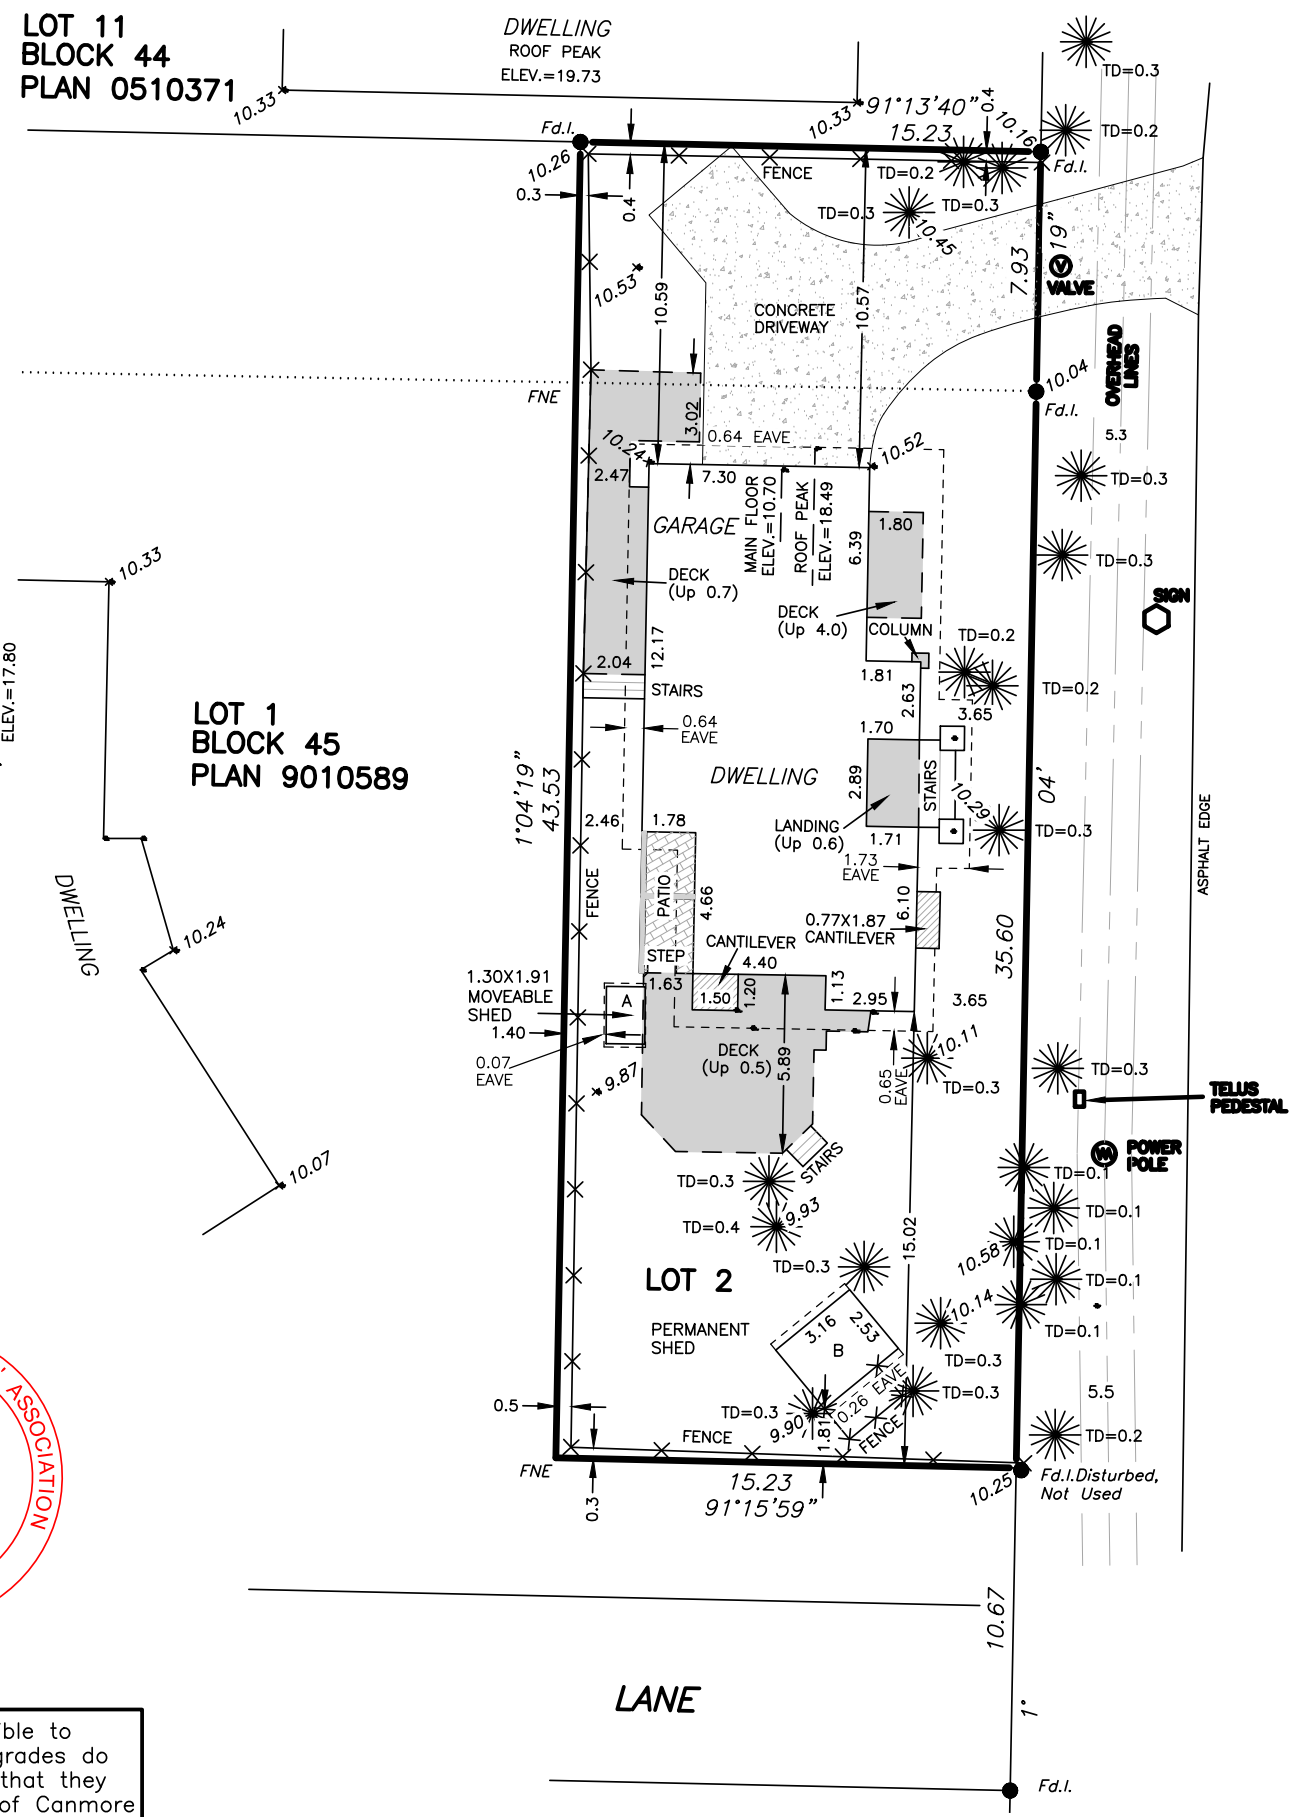 LOT 11
BLOCK 44
PLAN 0510371
DWELLING
ROOF PEAK
ELEV.=19.73
10.33
10.33
91°13'40"
15.23
0.4
10.16
TD=0.3
TD=0.2
Fd.I.
Fd.I.
10.26
0.3
0.4
FENCE
TD=0.2
TD=0.3
TD=0.3
10.45
10.53
10.59
10.57
CONCRETE
DRIVEWAY
7.93
19"
VALVE
OVERHEAD
LINES
10.04
Fd.I.
5.3
FNE
3.02
0.64 EAVE
10.24
10.52
2.47
7.30
GARAGE
MAIN FLOOR
ELEV.=10.70
ROOF PEAK
ELEV.=18.49
6.39
1.80
TD=0.3
TD=0.3
10.33
DECK
(Up 0.7)
DECK
(Up 4.0)
COLUMN
SIGN
TD=0.2
TD=0.2
ELEV.=17.80
12.17
2.04
STAIRS
1.81
2.63
3.65
LOT 1
BLOCK 45
PLAN 9010589
0.64
EAVE
1.70
DWELLING
2.89
STAIRS
10.29
04'
1°04'19"
43.53
2.46
1.78
LANDING
(Up 0.6)
1.71
TD=0.3
ASPHALT EDGE
1.73
EAVE
DWELLING
FENCE
PATIO
4.66
6.10
0.77X1.87
CANTILEVER
10.24
STEP
CANTILEVER
4.40
35.60
1.30X1.91
MOVEABLE
SHED
A
1.63
1.50
1.20
1.13
2.95
3.65
1.40
0.07
EAVE
DECK
(Up 0.5)
5.89
0.65
EAVE
10.11
TD=0.3
TD=0.3
9.87
TELUS
PEDESTAL
10.07
STAIRS
POWER
POLE
TD=0.3
TD=0.1
9.93
TD=0.4
TD=0.1
15.02
TD=0.1
10.58
TD=0.3
TD=0.1
LOT 2
10.14
PERMANENT
SHED
3.16
2.53
B
TD=0.1
TD=0.3
0.26 EAVE
TD=0.3
5.5
ASSOCIATION
0.5
TD=0.3
9.90
1.81
FENCE
FENCE
TD=0.2
FNE
15.23
91°15'59"
0.3
10.25
Fd.I.Disturbed,
Not Used
10.67
LANE
1°
Fd.I.
ble to
grades do
that they
of Canmore